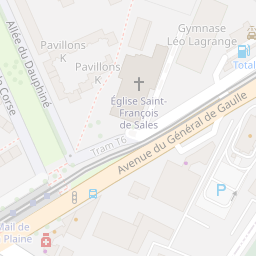 Gymnase
Léo Lagrange
Total
Pavillons
K
Pavillons
K
Allée du Dauphiné
de Corse
Église Saint-
François
de Sales
Tram T6
Avenue du Général de Gaulle
P
Mail de
Plaine